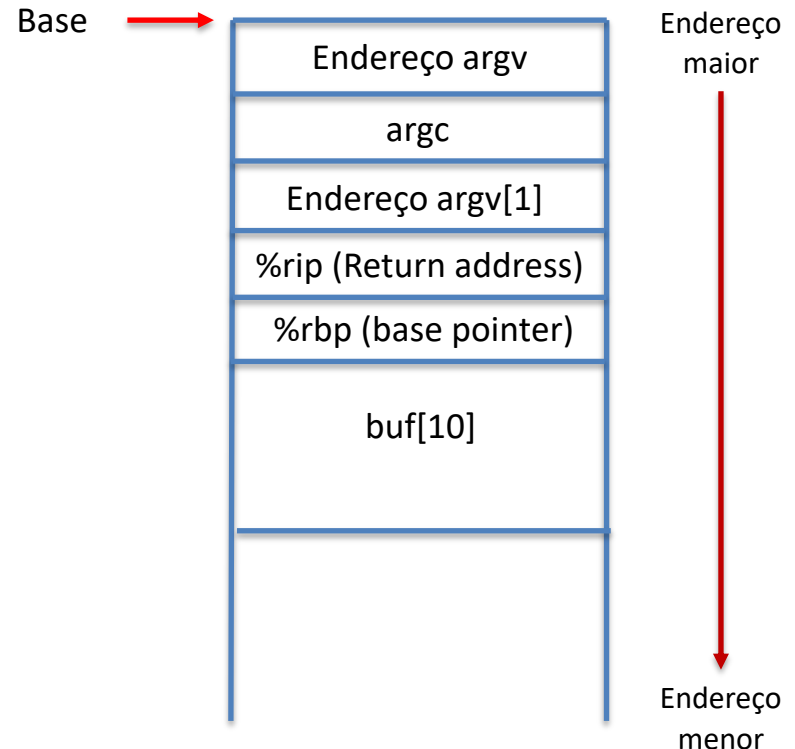 Base
Endereço
maior
Endereço argv
argc
Endereço argv[1]
%rip (Return address)
%rbp (base pointer)
buf[10]
Endereço
menor